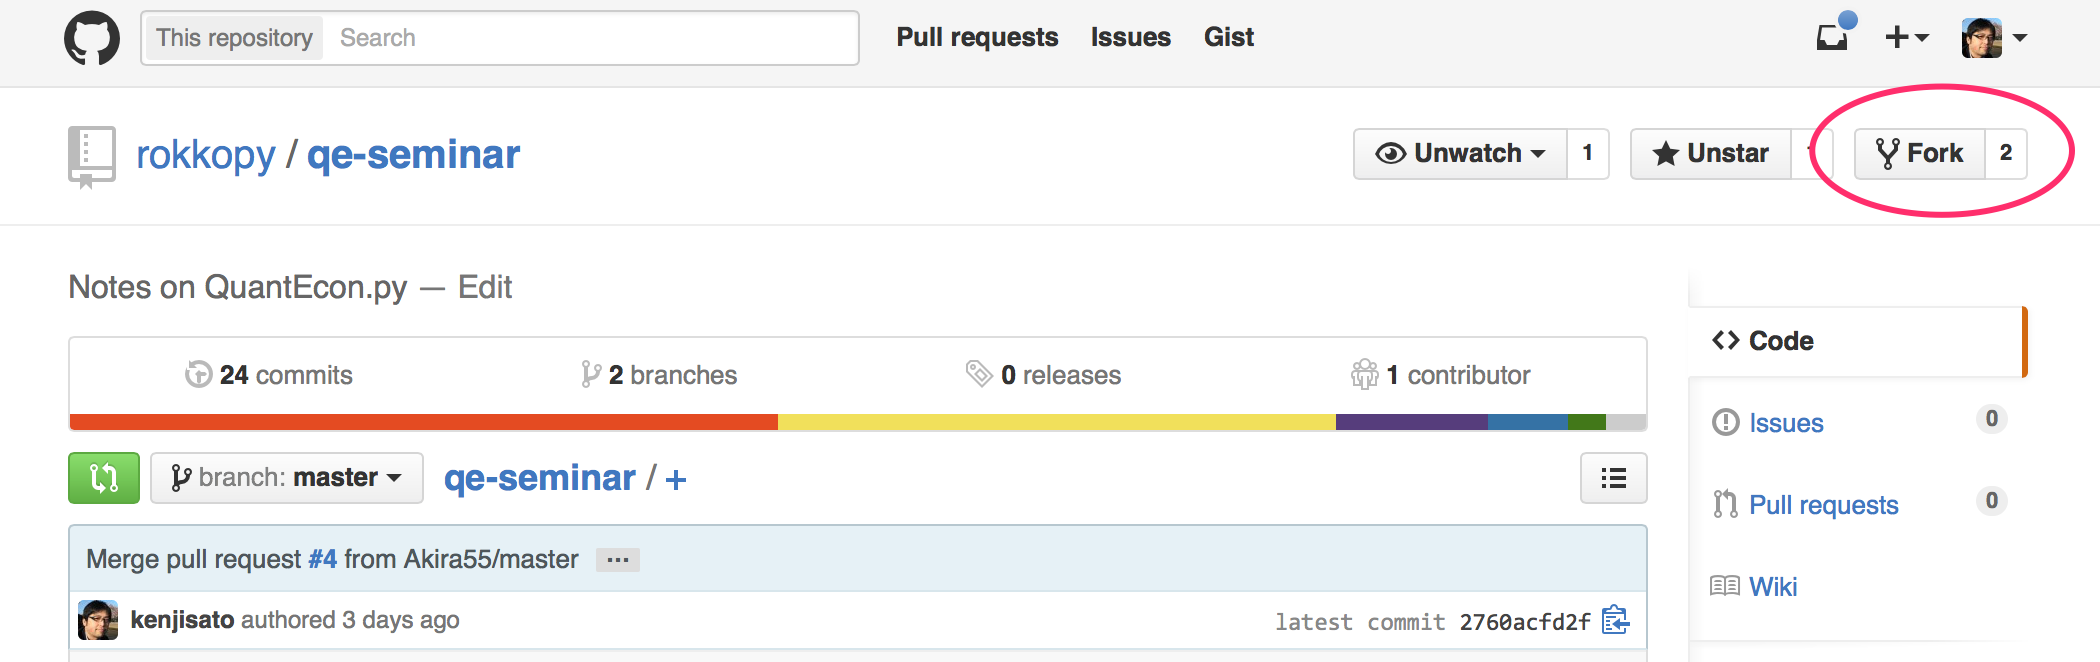 This repository Search Pull requests Issues Gist
rokkopy / qe-seminar Unwatch 1 Unstar Fork 2
Notes on QuantEcon.py — Edit
24 commits 2 branches 0 releases 1 contributor
Code
Issues 0
branch: master qe-seminar / +
Pull requests 0
Merge pull request #4 from Akira55/master ...
Wiki
kenjisato authored 3 days ago latest commit 2760acfd2f